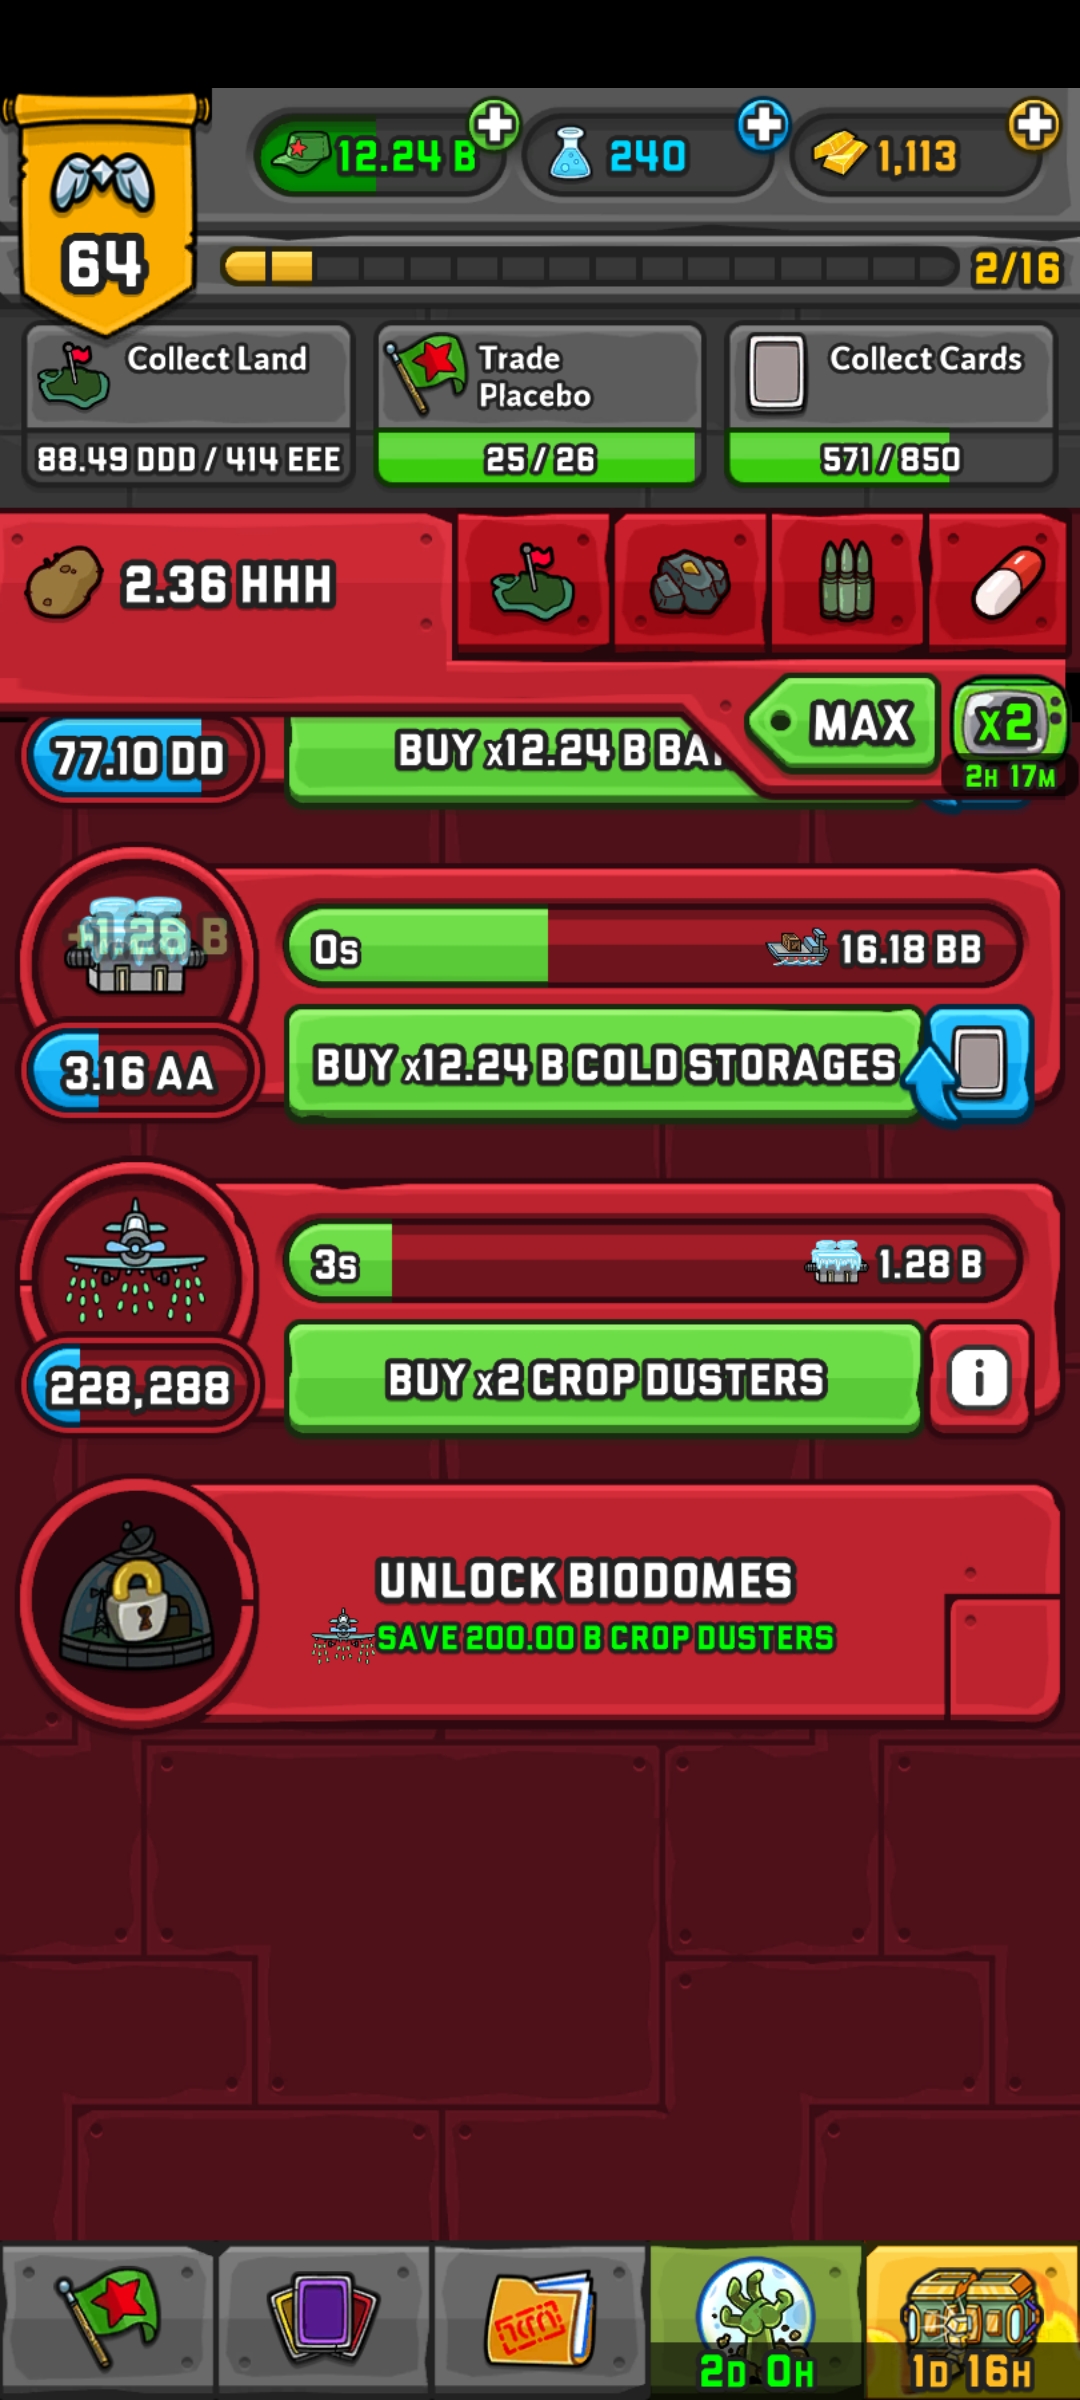 12.24 B
240
1,113
64
2/16
Collect Land
88.49 DDD / 414 EEE
Trade
Placebo
25 / 26
Collect Cards
571 / 850
2.36 HHH
MAX
x2
2H 17M
77.10 DD
BUY x12.24 B BA
+1.28 B
0s
16.18 BB
3.16 AA
BUY x12.24 B COLD STORAGES
3s
1.28 B
228,288
BUY x2 CROP DUSTERS
i
UNLOCK BIODOMES
SAVE 200.00 B CROP DUSTERS
2D 0H
1D 16H